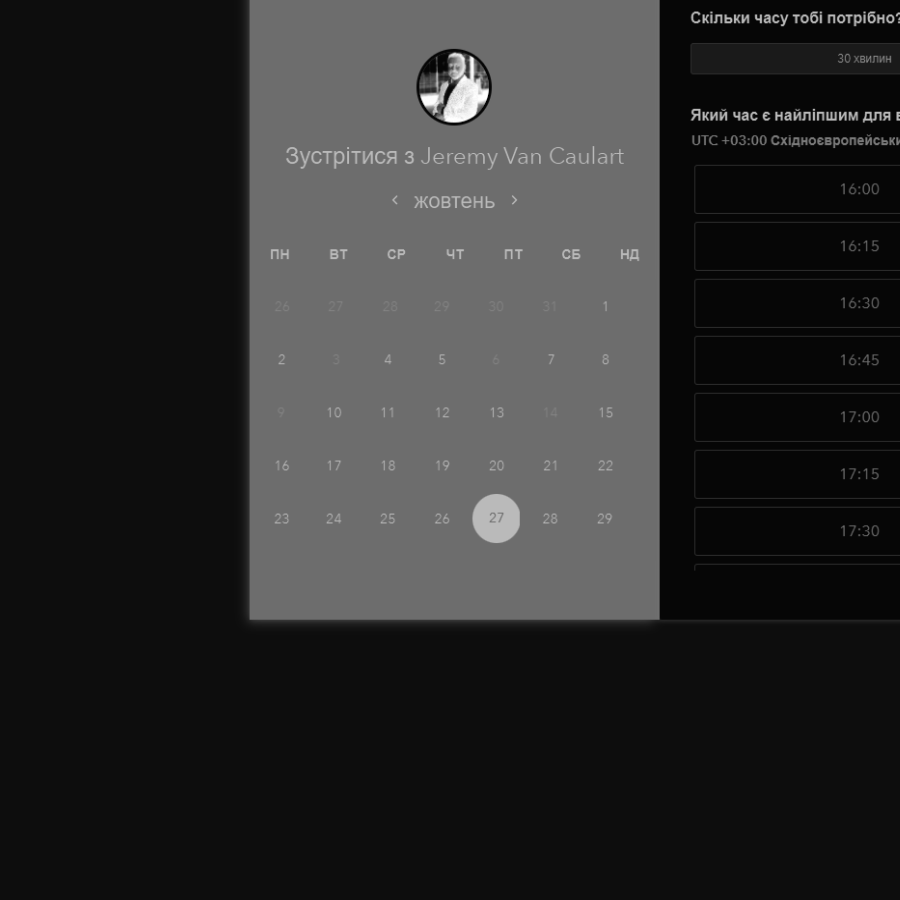 Зустрітися з Jeremy Van Caulart
жовтень
ПН ВТ СР ЧТ ПТ СБ НД
26 27 28 29 30 31 1
2 3 4 5 6 7 8
9 10 11 12 13 14 15
16 17 18 19 20 21 22
23 24 25 26 27 28 29
Скільки часу тобі потрібно?
30 хвилин
Який час є найліпшим для в
UTC +03:00 Східноєвропейськи
16:00
16:15
16:30
16:45
17:00
17:15
17:30